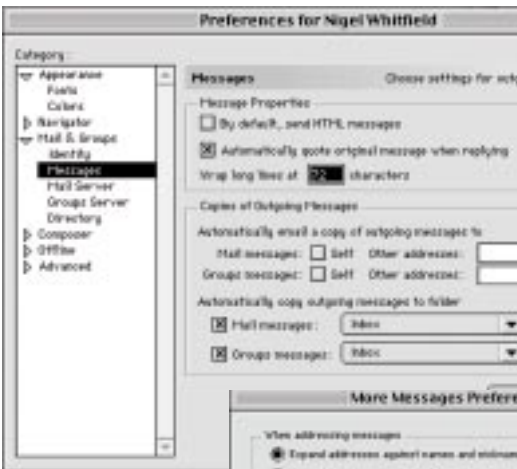 Preferences for Nigel Whitfield
Category:
Appearance
Fonts
Colors
Navigator
Mail & Groups
Identity
Messages
Mail Server
Groups Server
Directory
Composer
Offline
Advanced
Messages
Choose settings for outg
Message Properties
By default, send HTML messages
Automatically quote original message when replying
Wrap long lines at 72 characters
Copies of Outgoing Messages
Automatically email a copy of outgoing messages to
Mail messages: Self Other addresses:
Groups messages: Self Other addresses:
Automatically copy outgoing messages to folder
Mail messages: Inbox
Groups messages: Inbox
More Messages Prefere
When addressing messages
Expand addresses against names and nicknam